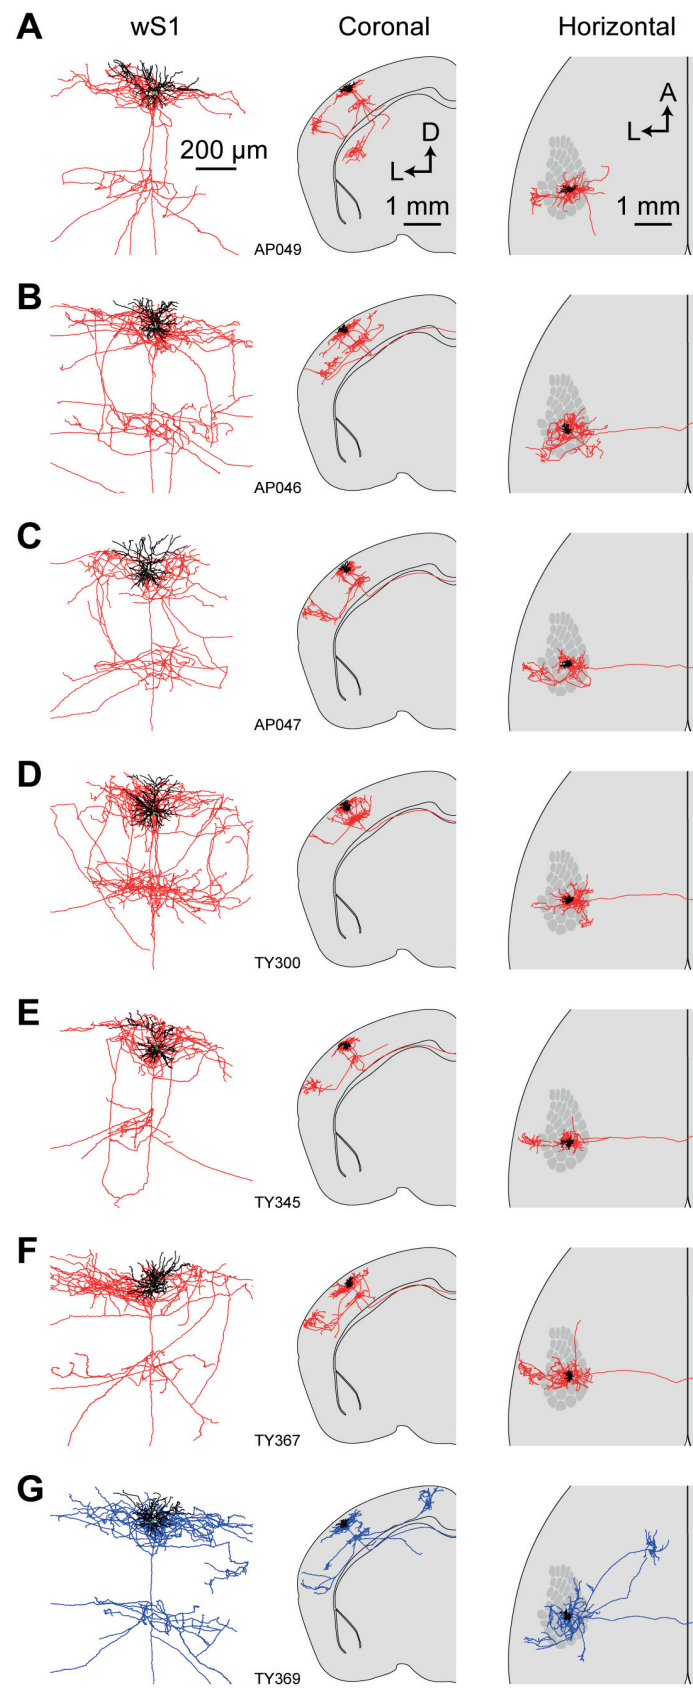 A wS1 Coronal Horizontal
200 µm
D
L
1 mm
A
L
1 mm
AP049
B
AP046
C
AP047
D
TY300
E
TY345
F
TY367
G
TY369